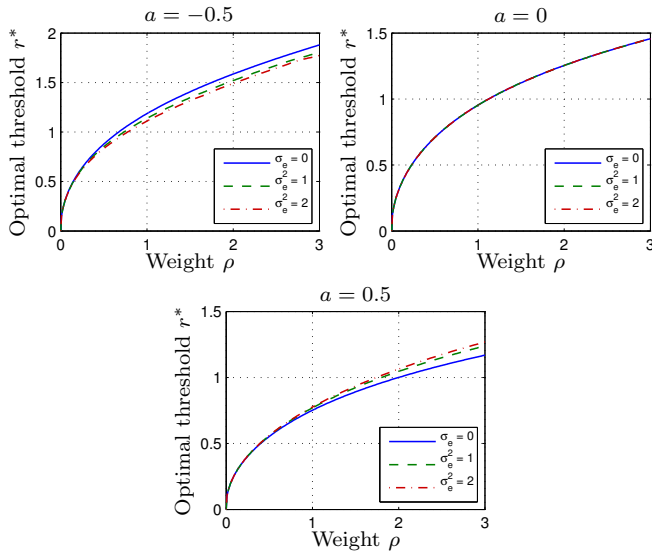 a = −0.5
Optimal threshold r*
2
1.5
1
0.5
0
0 1 2 3
Weight ρ
σe = 0
σe² = 1
σe² = 2
a = 0
Optimal threshold r*
1.5
1
0.5
0
0 1 2 3
Weight ρ
σe = 0
σe² = 1
σe² = 2
a = 0.5
Optimal threshold r*
2
1.5
1
0.5
0
0 1 2 3
Weight ρ
σe = 0
σe² = 1
σe² = 2